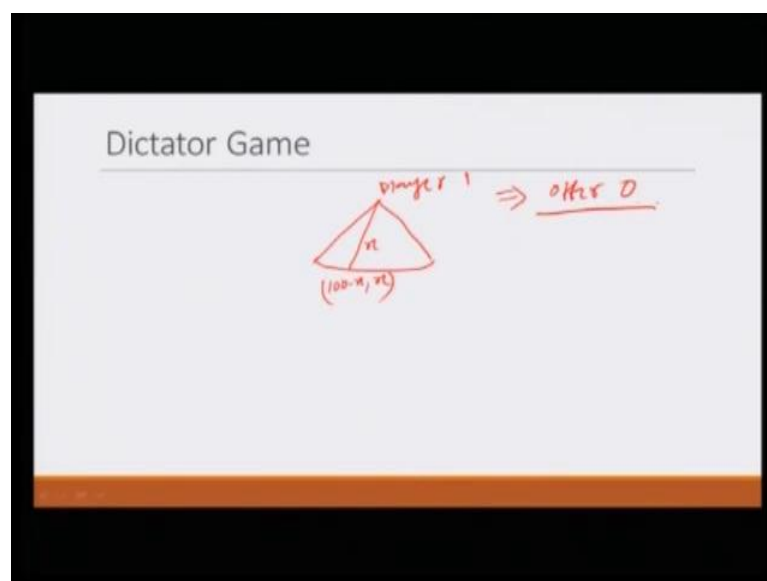 Dictator Game
Player 1 ⇒ offer 0
x
(100-x, x)